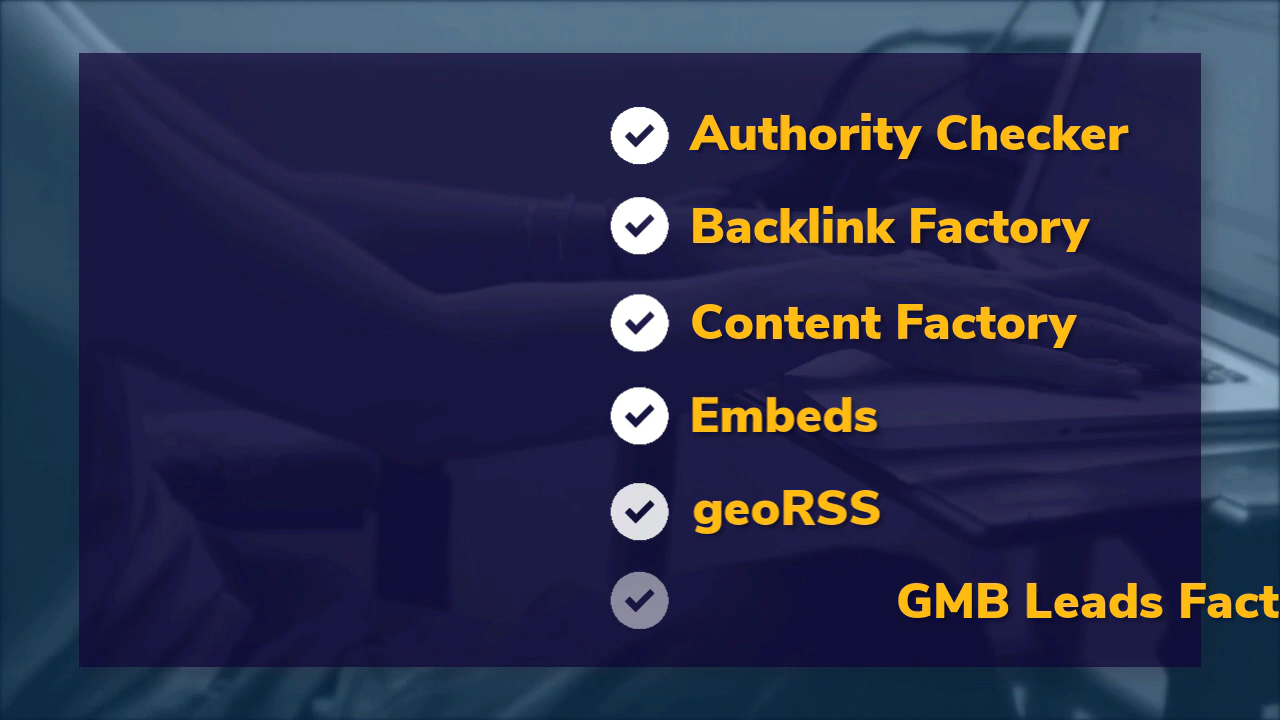 Authority Checker
Backlink Factory
Content Factory
Embeds
geoRSS
GMB Leads Fact